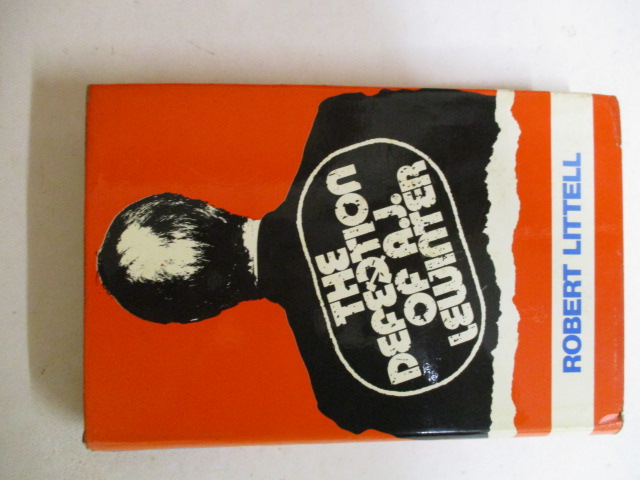 THE
DEFECTION
OF A.J.
LEWINTER
ROBERT LITTELL